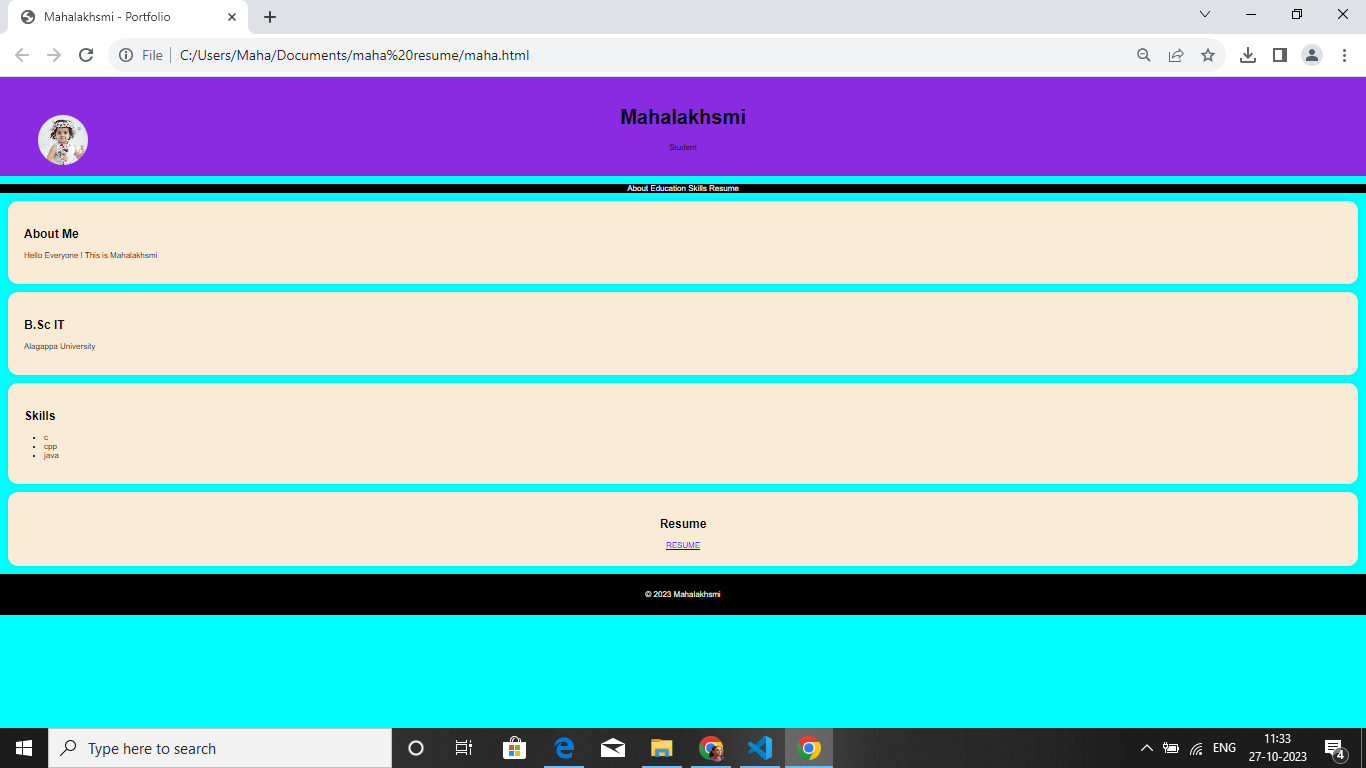 Mahalakhsmi - Portfolio
File C:/Users/Maha/Documents/maha%20resume/maha.html
Mahalakhsmi
Student
About Education Skills Resume
About Me
Hello Everyone ! This is Mahalakhsmi
B.Sc IT
Alagappa University
Skills
c
cpp
java
Resume
RESUME
© 2023 Mahalakhsmi
Type here to search
ENG
11:33
27-10-2023
4